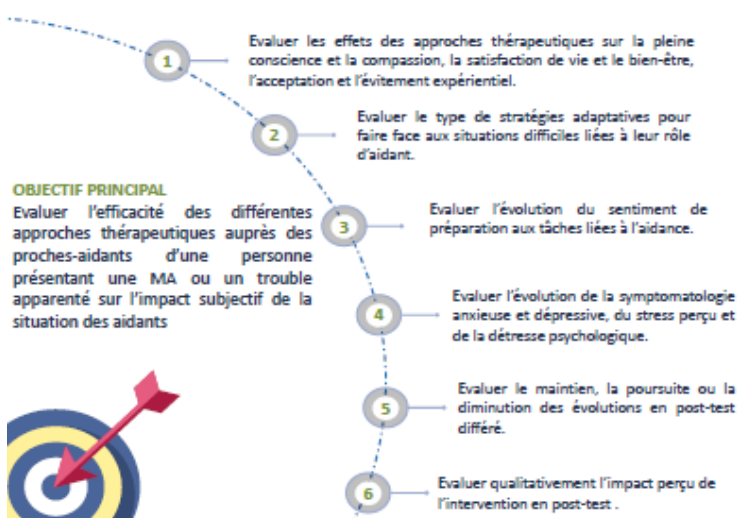 1
Evaluer les effets des approches thérapeutiques sur la pleine
conscience et la compassion, la satisfaction de vie et le bien-être,
l'acceptation et l'évitement expérientiel.
2
Evaluer le type de stratégies adaptatives pour
faire face aux situations difficiles liées à leur rôle
d'aidant.
OBJECTIF PRINCIPAL
Evaluer l'efficacité des différentes
approches thérapeutiques auprès des
proches-aidants d'une personne
présentant une MA ou un trouble
apparenté sur l'impact subjectif de la
situation des aidants
3
Evaluer l'évolution du sentiment de
préparation aux tâches liées à l'aidance.
4
Evaluer l'évolution de la symptomatologie
anxieuse et dépressive, du stress perçu et
de la détresse psychologique.
5
Evaluer le maintien, la poursuite ou la
diminution des évolutions en post-test
différé.
6
Evaluer qualitativement l'impact perçu de
l'intervention en post-test .